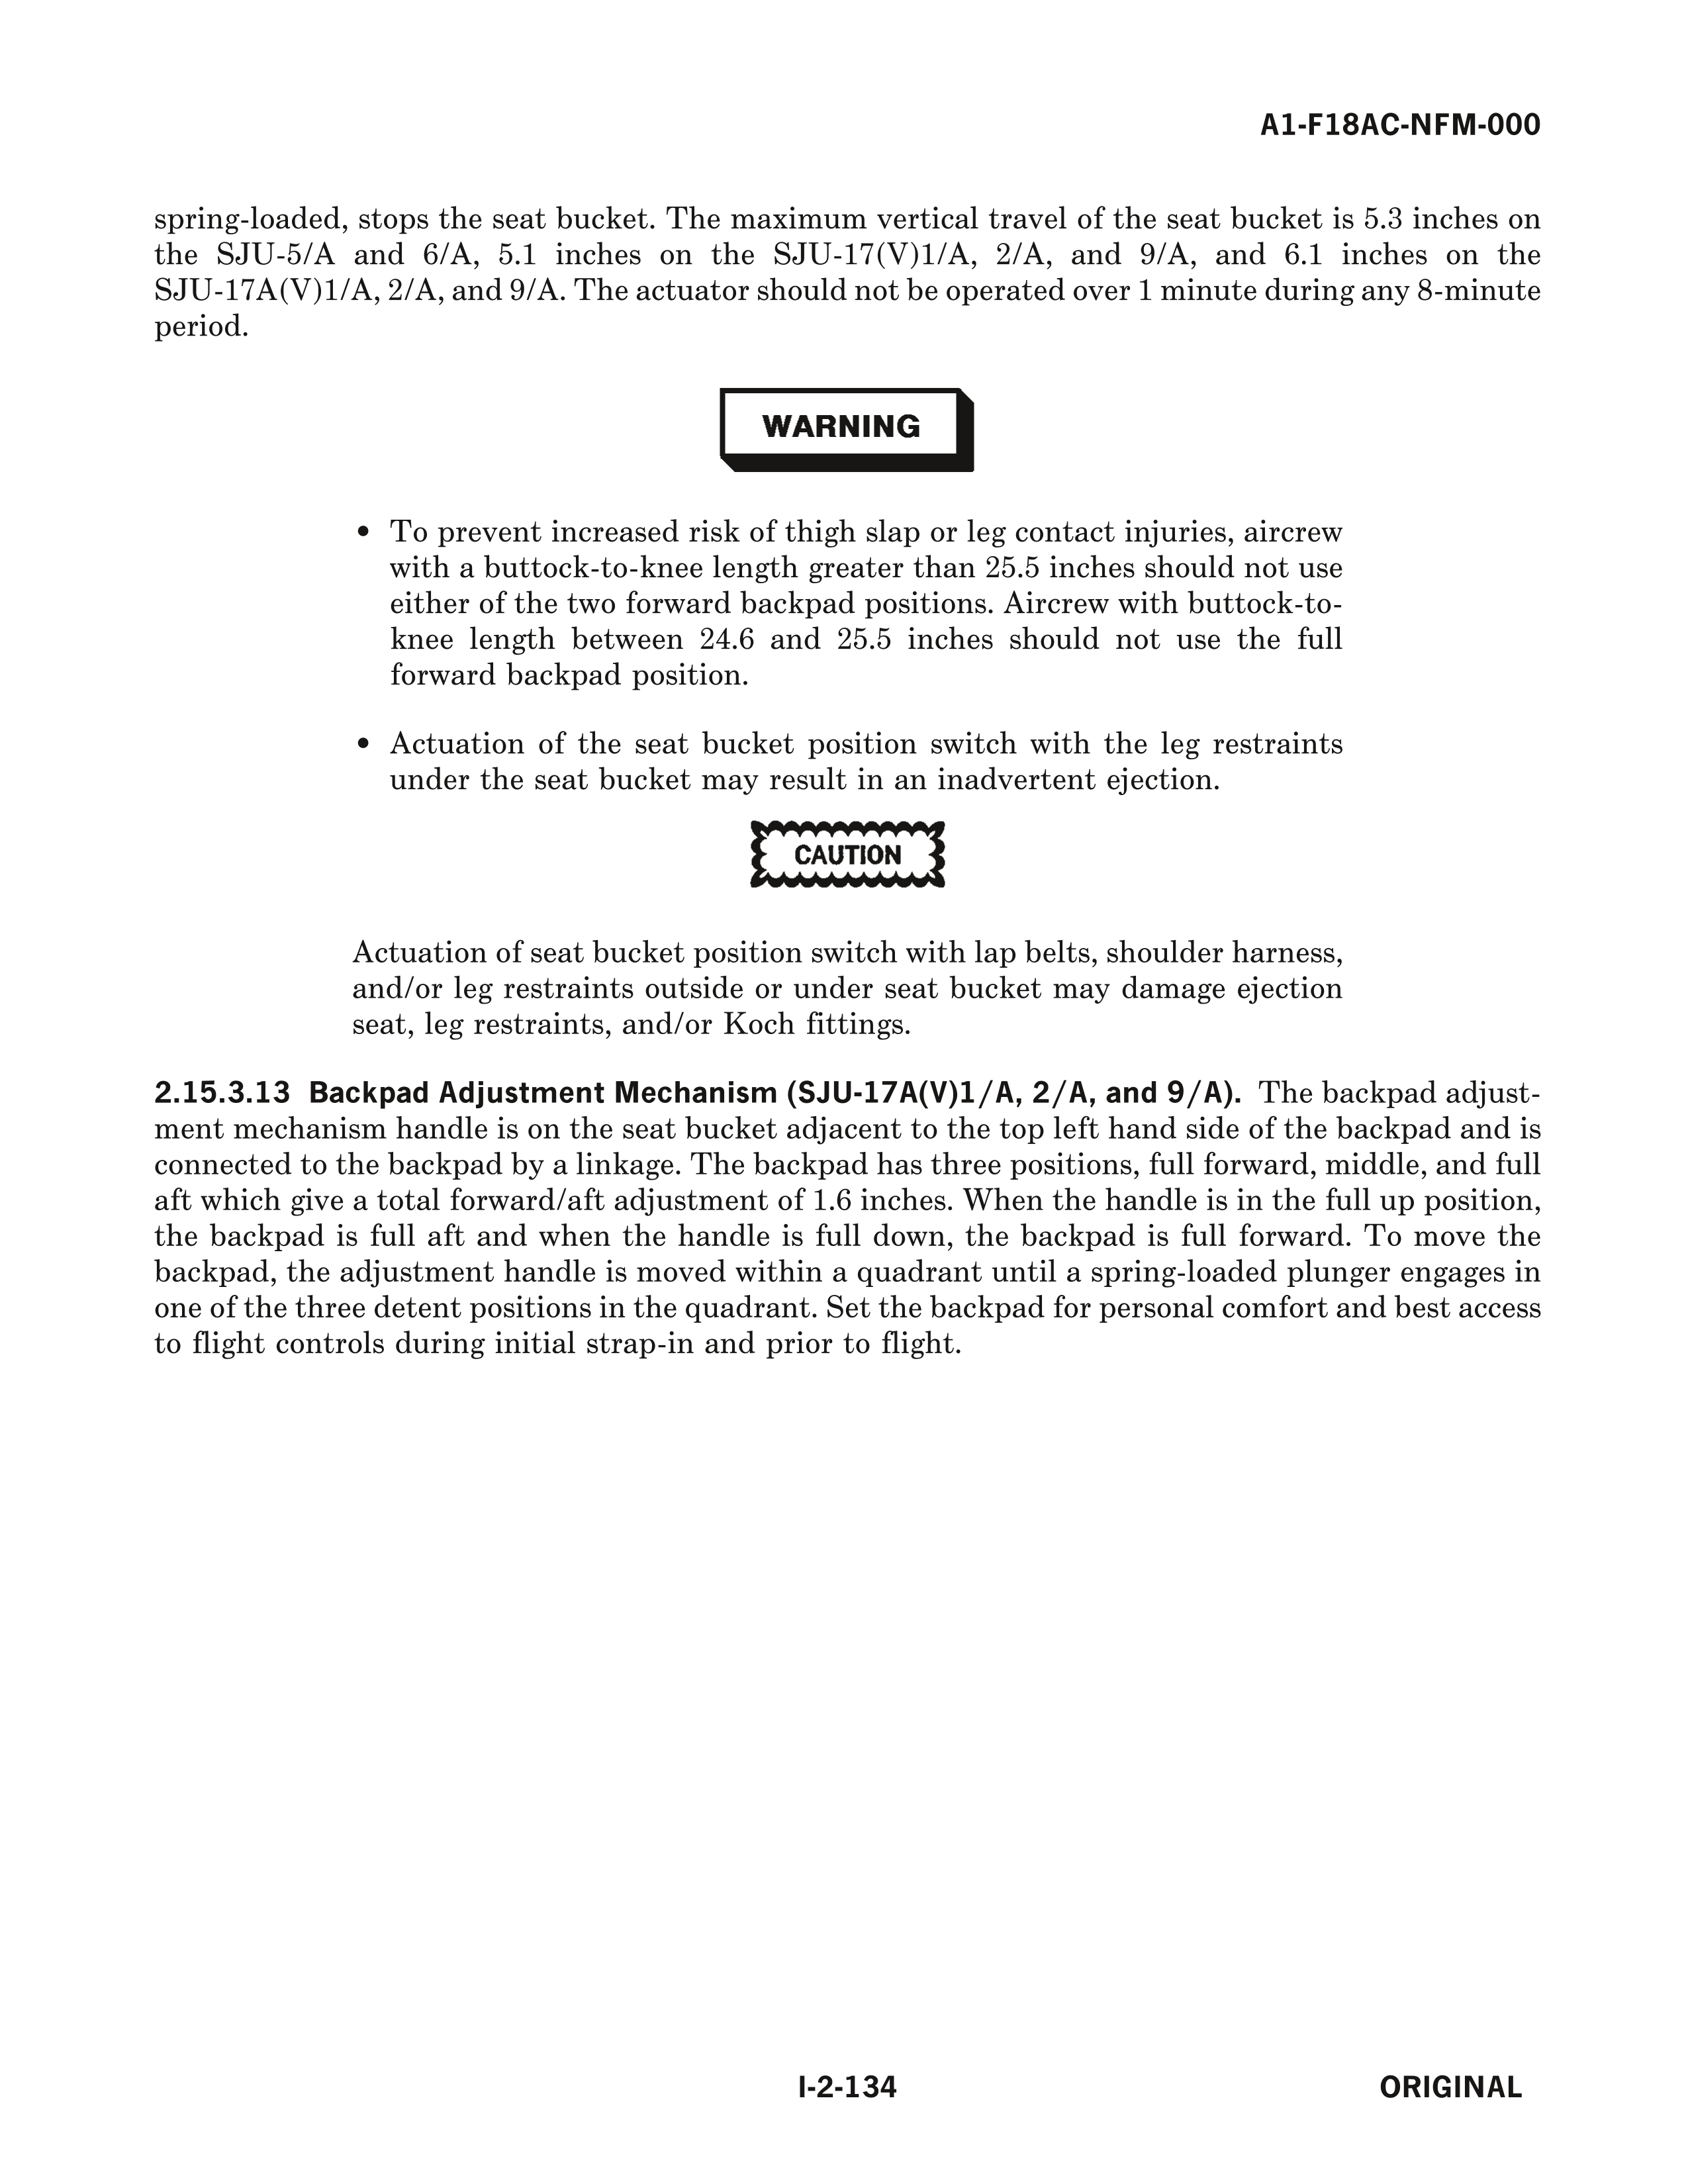 A1-F18AC-NFM-000
spring-loaded, stops the seat bucket. The maximum vertical travel of the seat bucket is 5.3 inches on
the SJU-5/A and 6/A, 5.1 inches on the SJU-17(V)1/A, 2/A, and 9/A, and 6.1 inches on the
SJU-17A(V)1/A, 2/A, and 9/A. The actuator should not be operated over 1 minute during any 8-minute
period.
WARNING
• To prevent increased risk of thigh slap or leg contact injuries, aircrew
with a buttock-to-knee length greater than 25.5 inches should not use
either of the two forward backpad positions. Aircrew with buttock-to-
knee length between 24.6 and 25.5 inches should not use the full
forward backpad position.
• Actuation of the seat bucket position switch with the leg restraints
under the seat bucket may result in an inadvertent ejection.
CAUTION
Actuation of seat bucket position switch with lap belts, shoulder harness,
and/or leg restraints outside or under seat bucket may damage ejection
seat, leg restraints, and/or Koch fittings.
2.15.3.13 Backpad Adjustment Mechanism (SJU-17A(V)1/A, 2/A, and 9/A). The backpad adjust-
ment mechanism handle is on the seat bucket adjacent to the top left hand side of the backpad and is
connected to the backpad by a linkage. The backpad has three positions, full forward, middle, and full
aft which give a total forward/aft adjustment of 1.6 inches. When the handle is in the full up position,
the backpad is full aft and when the handle is full down, the backpad is full forward. To move the
backpad, the adjustment handle is moved within a quadrant until a spring-loaded plunger engages in
one of the three detent positions in the quadrant. Set the backpad for personal comfort and best access
to flight controls during initial strap-in and prior to flight.
I-2-134
ORIGINAL